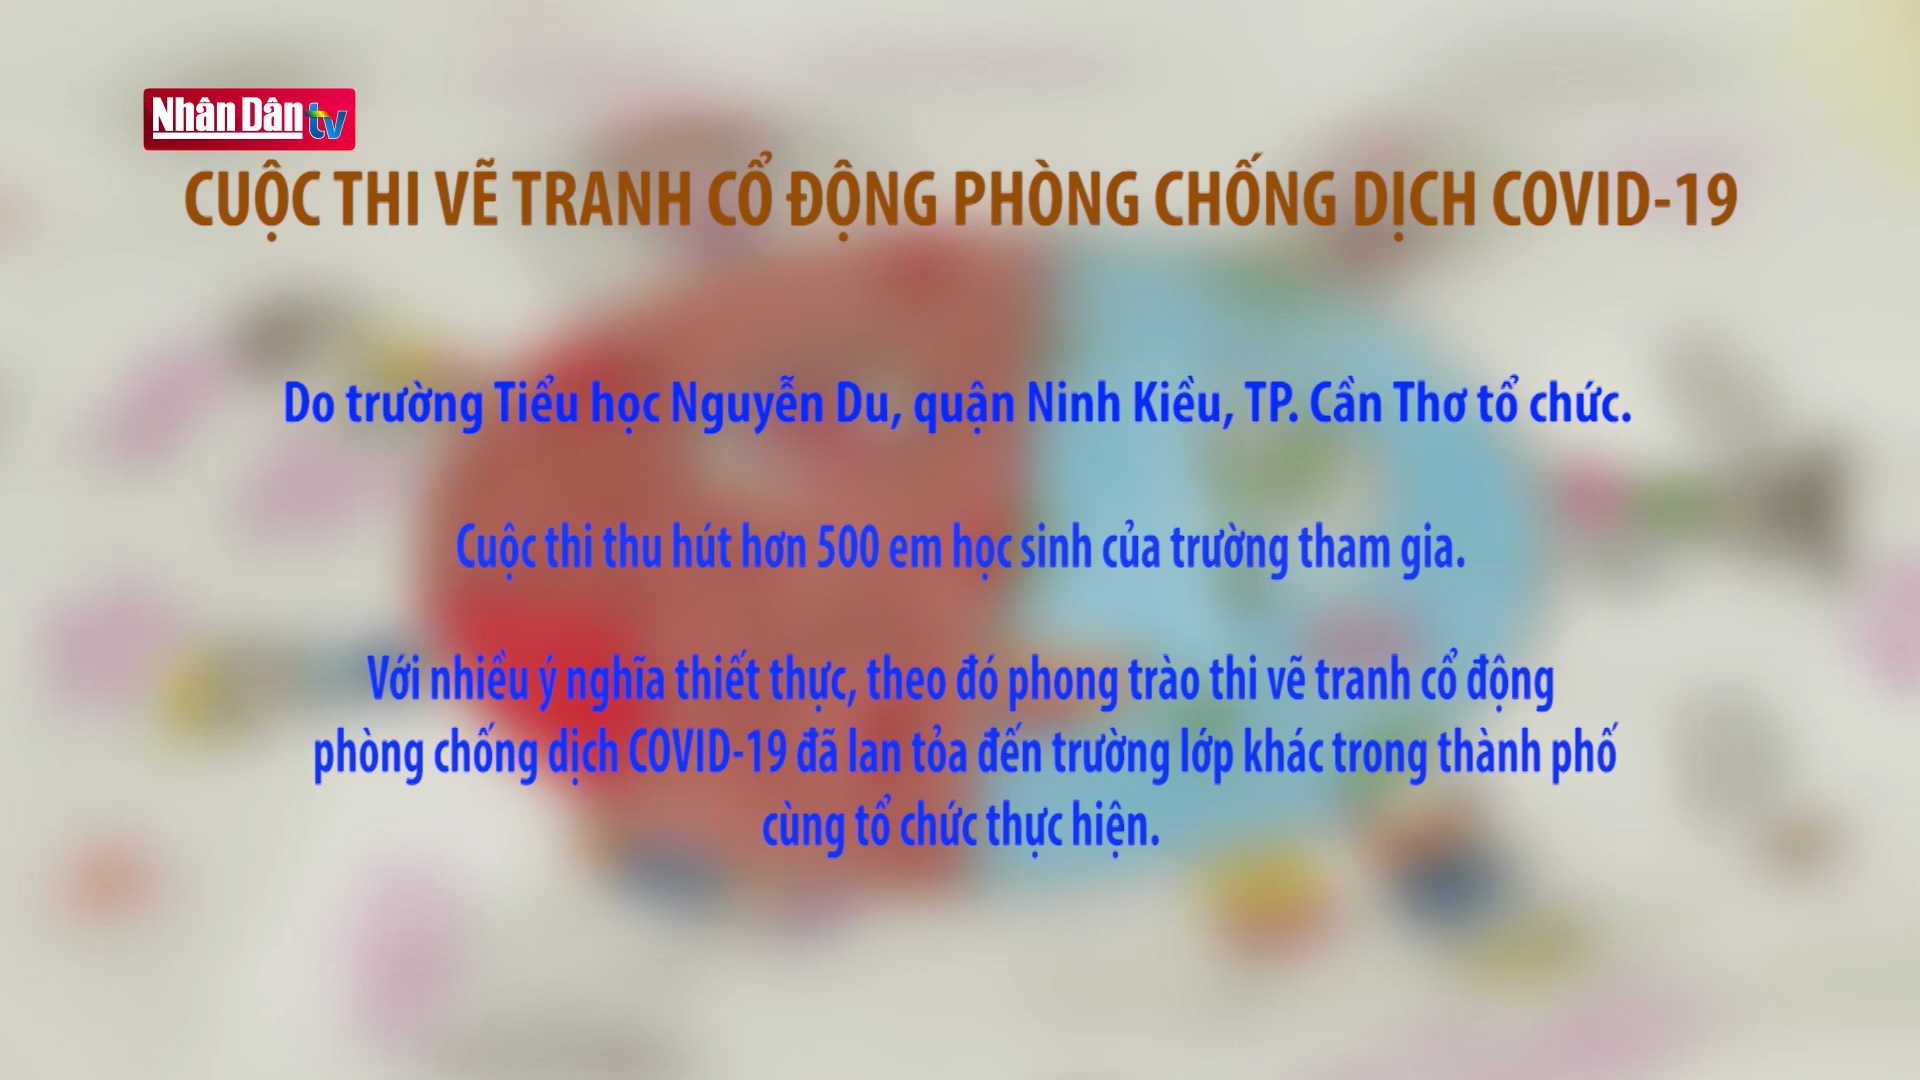 Nhân Dân tv
CUỘC THI VẼ TRANH CỔ ĐỘNG PHÒNG CHỐNG DỊCH COVID-19
Do trường Tiểu học Nguyễn Du, quận Ninh Kiều, TP. Cần Thơ tổ chức.
Cuộc thi thu hút hơn 500 em học sinh của trường tham gia.
Với nhiều ý nghĩa thiết thực, theo đó phong trào thi vẽ tranh cổ động
phòng chống dịch COVID-19 đã lan tỏa đến trường lớp khác trong thành phố
cùng tổ chức thực hiện.